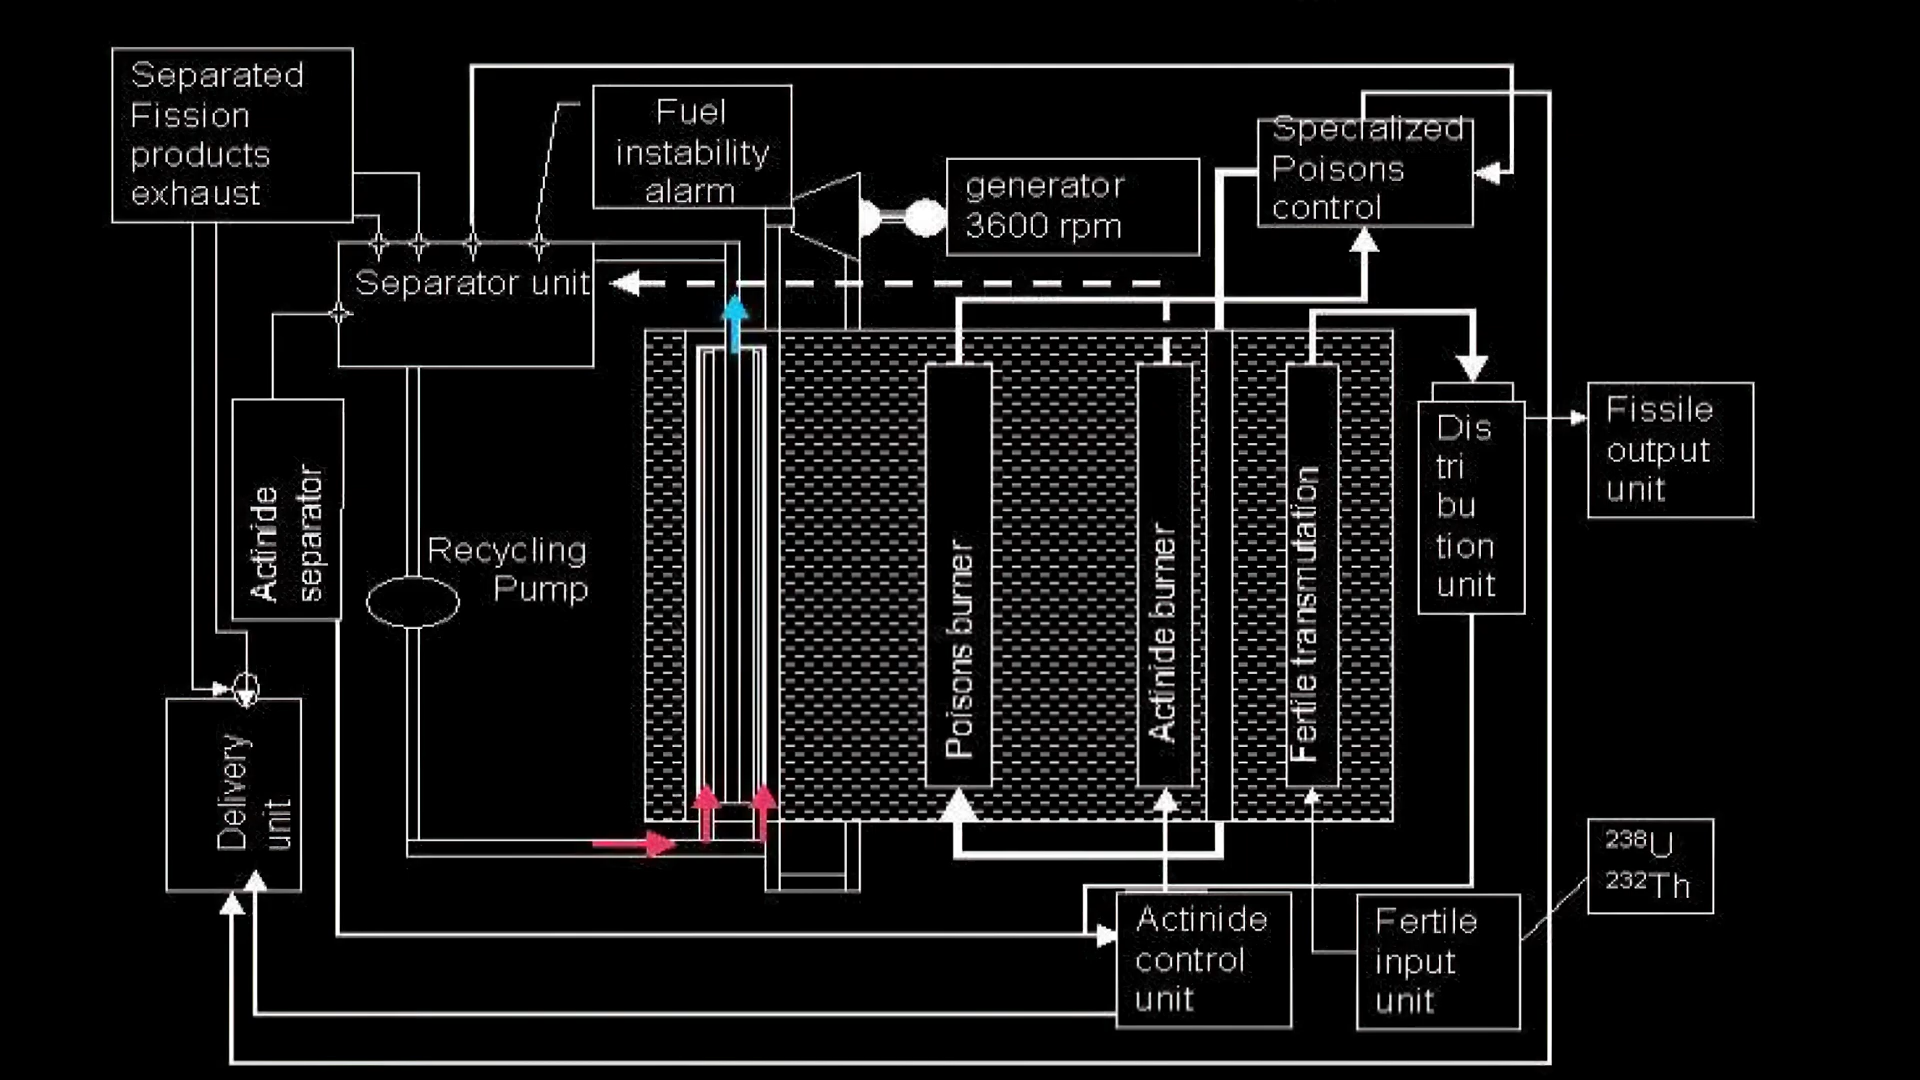 Separated
Fission
products
exhaust
Fuel
instability
alarm
generator
3600 rpm
Specialized
Poisons
control
Separator unit
Actinide
separator
Recycling
Pump
Poisons burner
Actinide burner
Fertile transmutation
Dis
tri
bu
tion
unit
Fissile
output
unit
Delivery
unit
Actinide
control
unit
Fertile
input
unit
²³⁸U
²³²Th